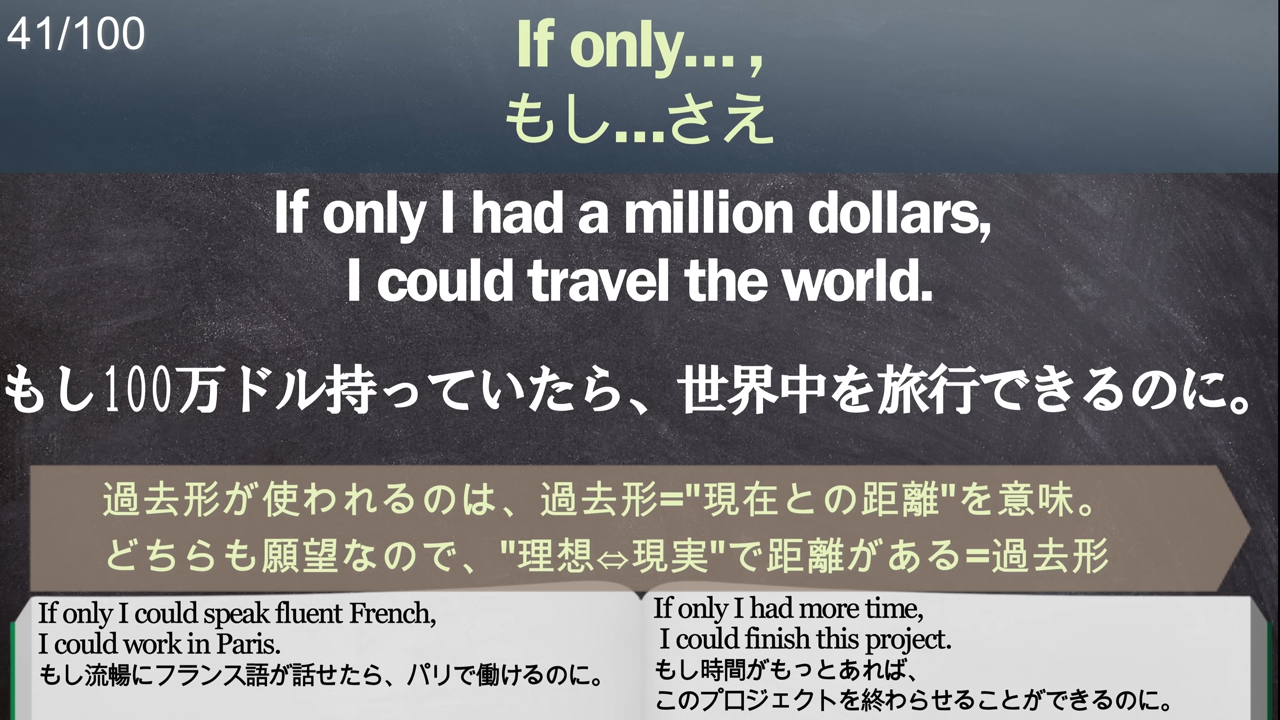 41/100
If only... ,
もし...さえ
If only I had a million dollars,
I could travel the world.
もし100万ドル持っていたら、世界中を旅行できるのに。
過去形が使われるのは、過去形="現在との距離"を意味。
どちらも願望なので、"理想⇔現実"で距離がある=過去形
If only I could speak fluent French,
I could work in Paris.
もし流暢にフランス語が話せたら、パリで働けるのに。
If only I had more time,
I could finish this project.
もし時間がもっとあれば、
このプロジェクトを終わらせることができるのに。